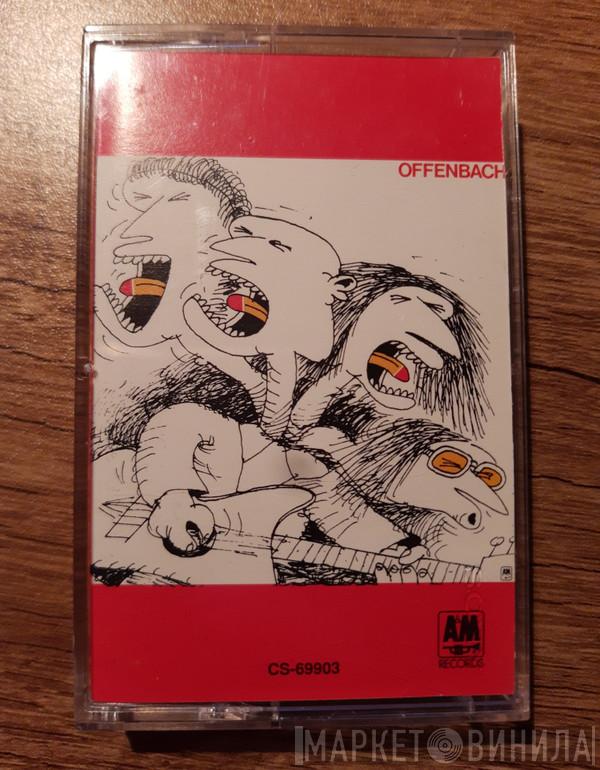 OFFENBACH
A&M
A&M
RECORDS
CS-69903
МАРКЕТ ВИНИЛА